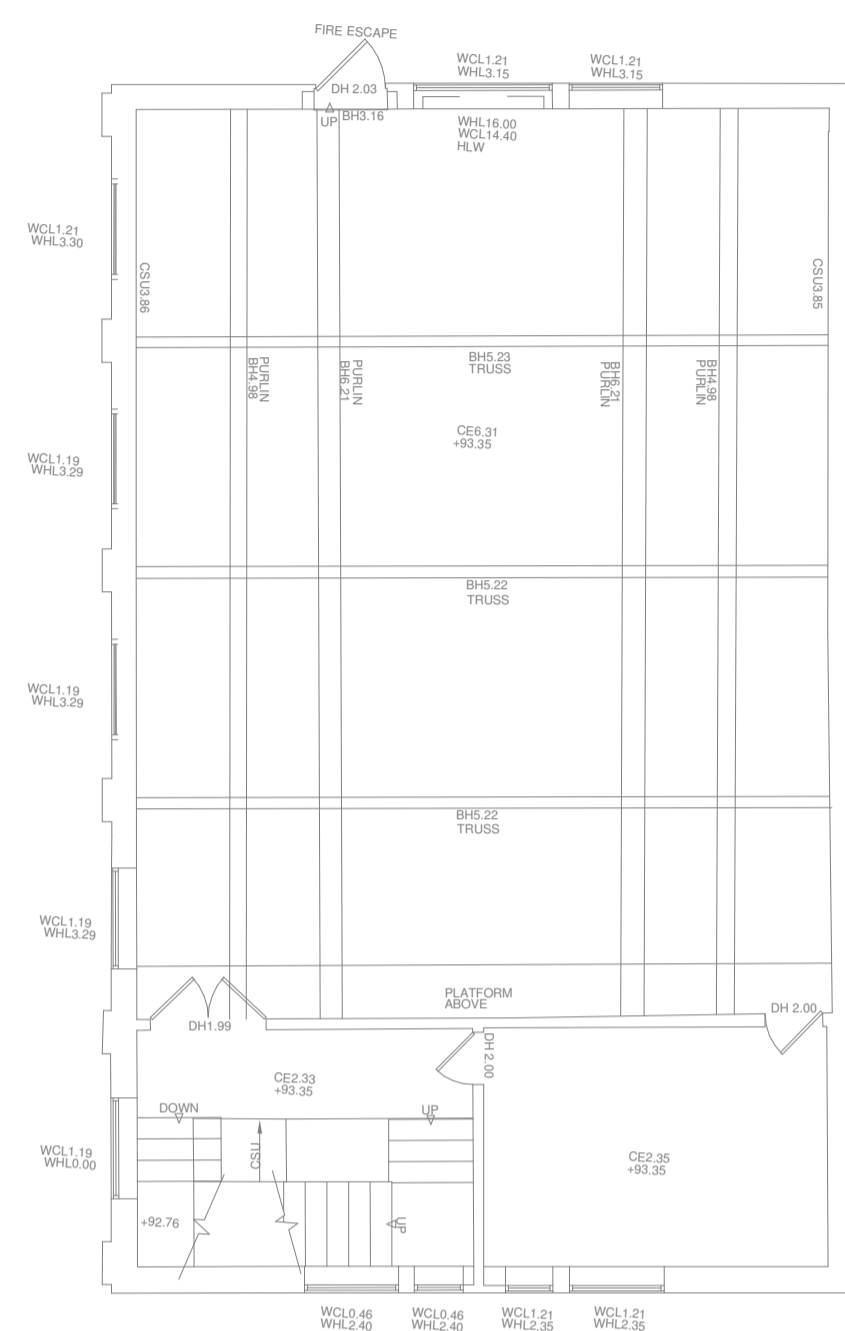 FIRE ESCAPE
WCL1.21
WHL3.15
WCL1.21
WHL3.15
DH 2.03
UP
BH3.16
WHL16.00
WCL14.40
HLW
WCL1.21
WHL3.30
CSU3.86
CSU3.85
PURLIN
BH4.98
PURLIN
BH6.21
BH5.23
TRUSS
BH6.21
PURLIN
BH4.98
PURLIN
CE6.31
+93.35
WCL1.19
WHL3.29
BH5.22
TRUSS
WCL1.19
WHL3.29
BH5.22
TRUSS
WCL1.19
WHL3.29
PLATFORM
ABOVE
DH1.99
DH 2.00
DH 2.00
CE2.33
+93.35
DOWN
UP
CSU
WCL1.19
WHL0.00
CE2.35
+93.35
+92.76
UP
WCL0.46
WHL2.40
WCL0.46
WHL2.40
WCL1.21
WHL2.35
WCL1.21
WHL2.35